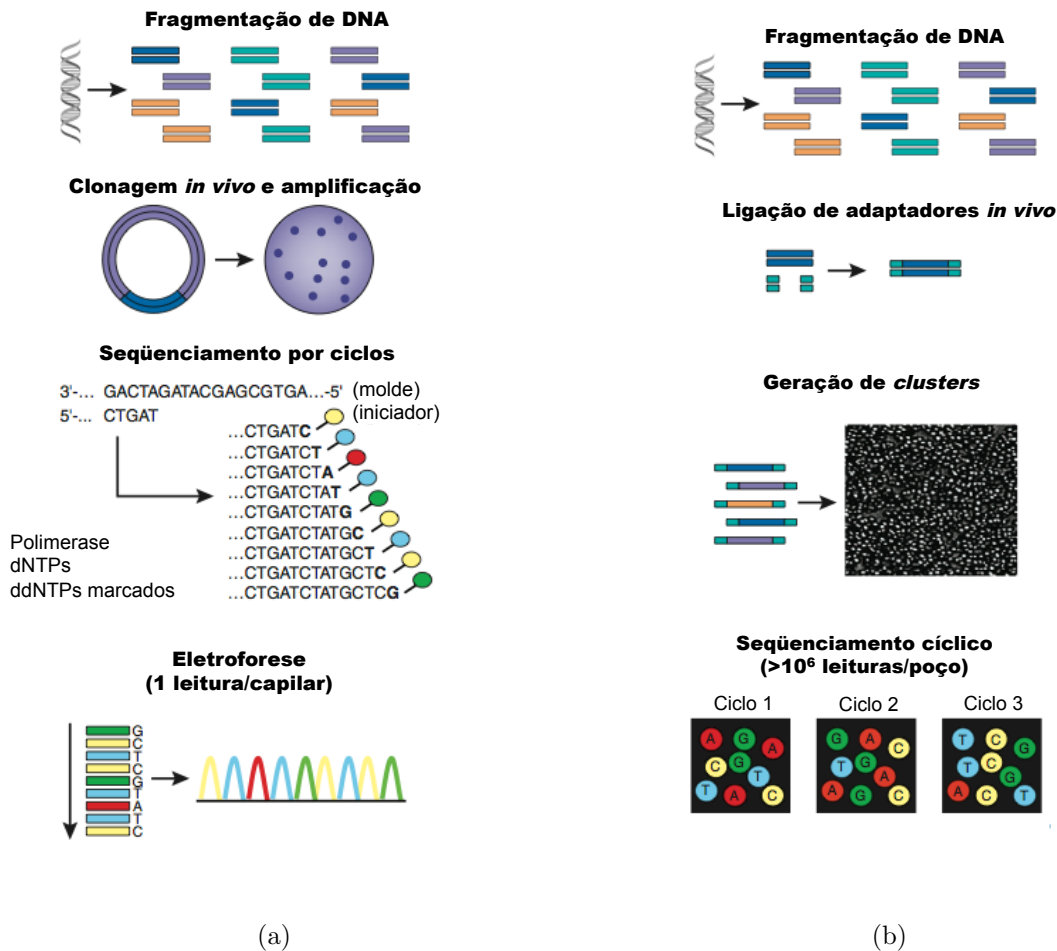 Fragmentação de DNA
Clonagem in vivo e amplificação
Seqüenciamento por ciclos
3'-... GACTAGATACGAGCGTGA...-5' (molde)
5'-... CTGAT (iniciador)
...CTGATC
...CTGATCT
...CTGATCTA
...CTGATCTAT
...CTGATCTATG
...CTGATCTATGC
...CTGATCTATGCT
...CTGATCTATGCTC
...CTGATCTATGCTCG
Polimerase
dNTPs
ddNTPs marcados
Eletroforese
(1 leitura/capilar)
G
C
T
C
G
T
A
T
C
(a)
Fragmentação de DNA
Ligação de adaptadores in vivo
Geração de clusters
Seqüenciamento cíclico
(>10⁶ leituras/poço)
Ciclo 1 Ciclo 2 Ciclo 3
A G A
C G T
T A C
G A C
T G A
A G C
T C G
T C G
A C T
(b)